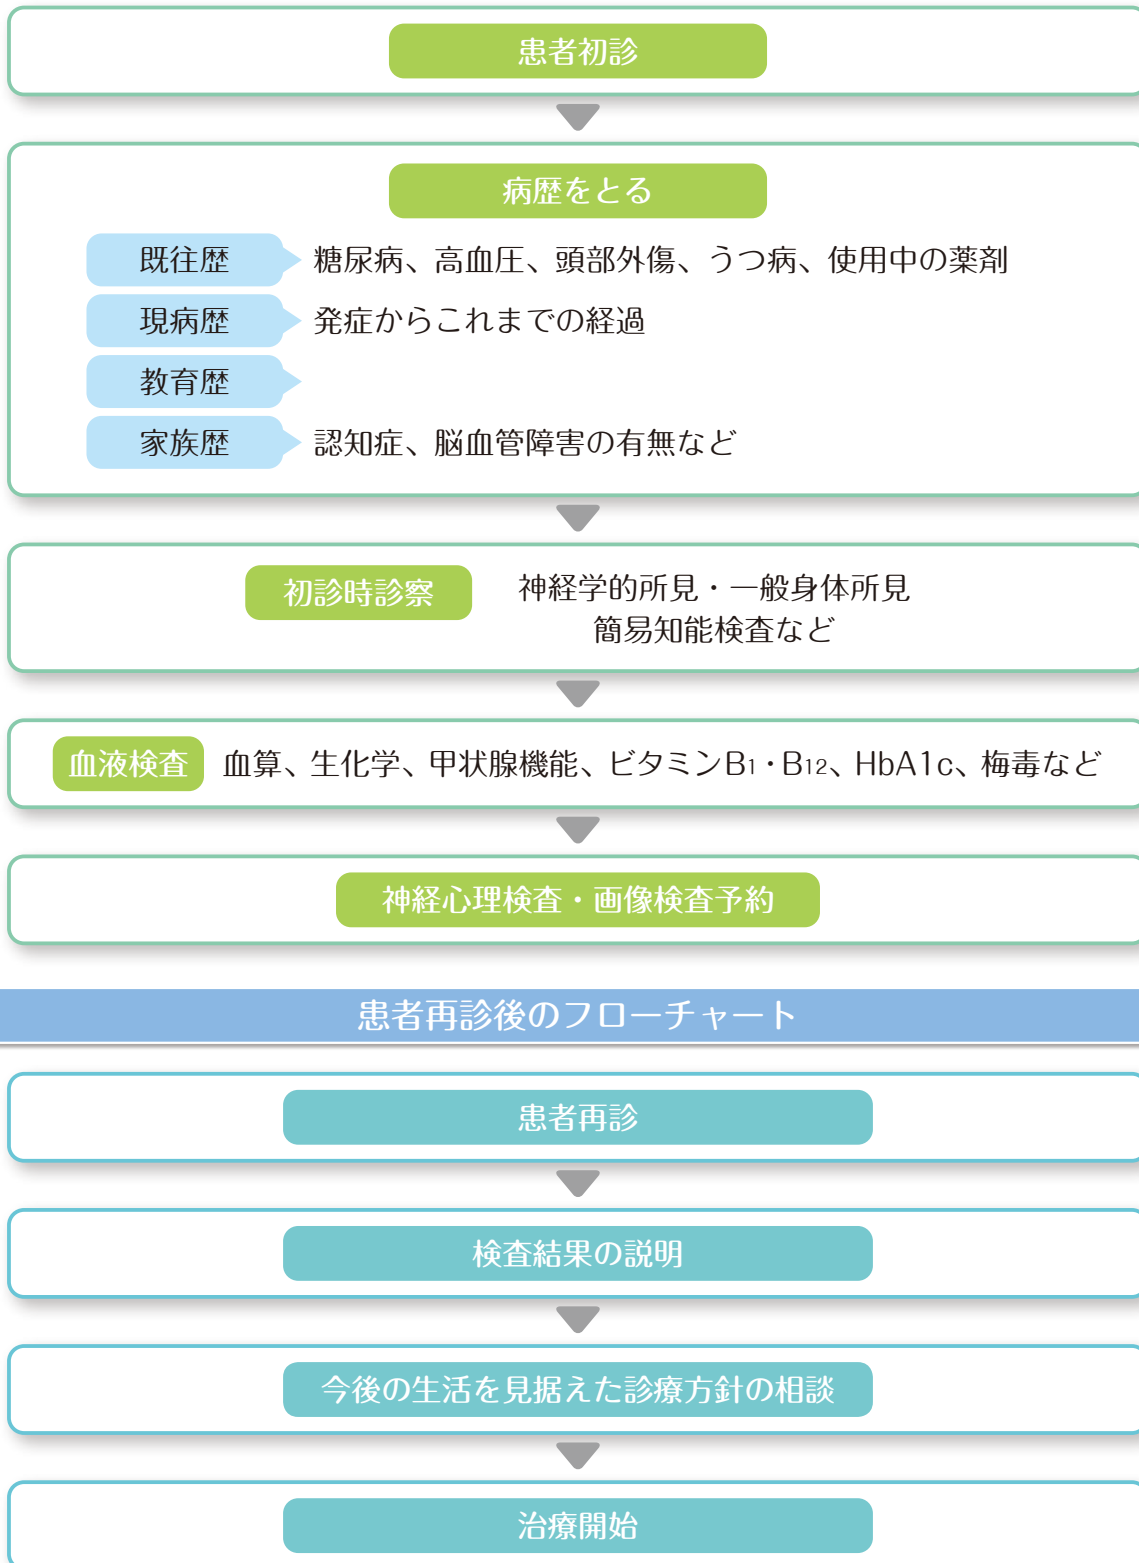 患者初診
病歴をとる
既往歴 糖尿病、高血圧、頭部外傷、うつ病、使用中の薬剤
現病歴 発症からこれまでの経過
教育歴
家族歴 認知症、脳血管障害の有無など
初診時診察 神経学的所見・一般身体所見
簡易知能検査など
血液検査 血算、生化学、甲状腺機能、ビタミンB1・B12、HbA1c、梅毒など
神経心理検査・画像検査予約
患者再診後のフローチャート
患者再診
検査結果の説明
今後の生活を見据えた診療方針の相談
治療開始